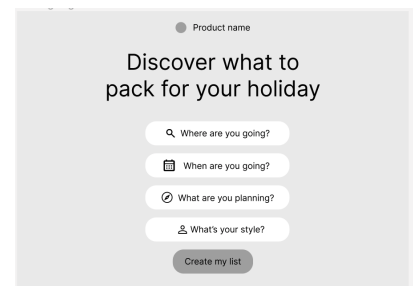 Product name
Discover what to
pack for your holiday
Where are you going?
When are you going?
What are you planning?
What's your style?
Create my list